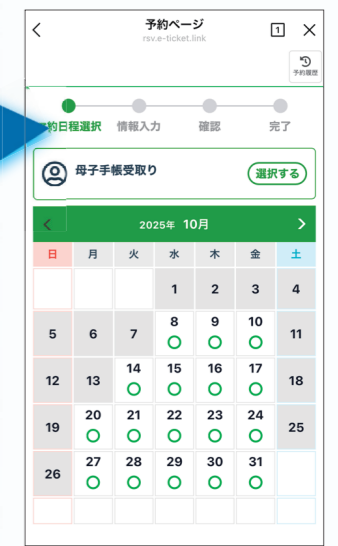 予約ページ
rsv.e-ticket.link
1
予約履歴
約日程選択 情報入力 確認 完了
母子手帳受取り 選択する
2025年 10月
日 月 火 水 木 金 土
1 2 3 4
5 6 7 8 9 10 11
12 13 14 15 16 17 18
19 20 21 22 23 24 25
26 27 28 29 30 31